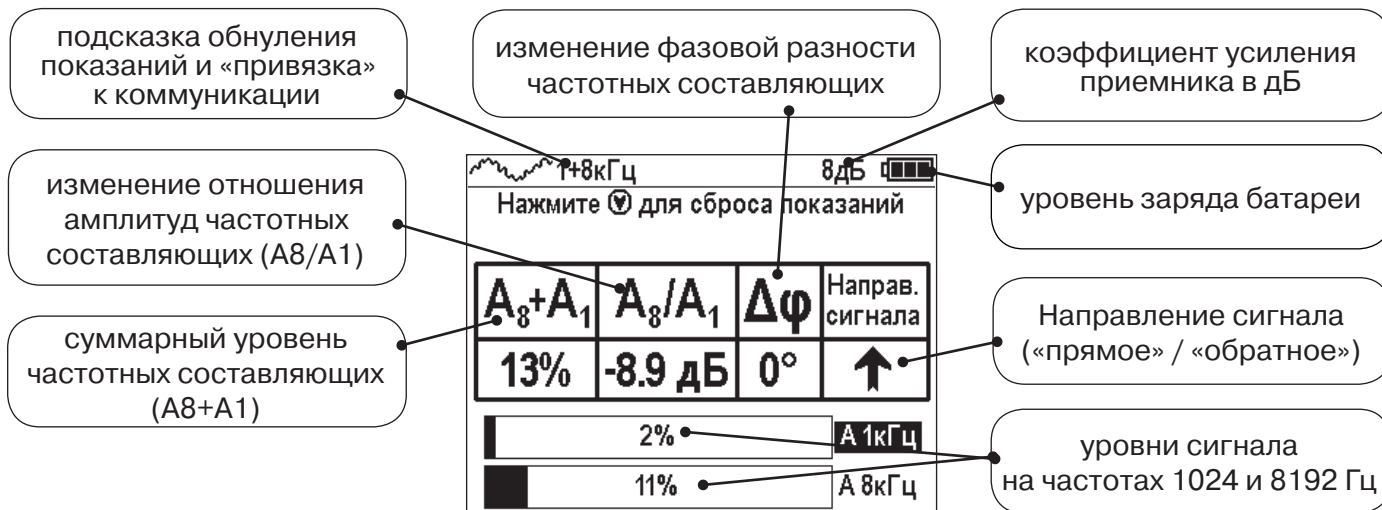 подсказка обнуления
показаний и «привязка»
к коммуникации
изменение фазовой разности
частотных составляющих
коэффициент усиления
приемника в дБ
изменение отношения
амплитуд частотных
составляющих (А8/А1)
суммарный уровень
частотных составляющих
(А8+А1)
1+8кГц
8дБ
Нажмите для сброса показаний
A8+A1
A8/A1
Δφ
Направ.
сигнала
13%
-8.9 дБ
0°
2%
А 1кГц
11%
А 8кГц
уровень заряда батареи
Направление сигнала
(«прямое» / «обратное»)
уровни сигнала
на частотах 1024 и 8192 Гц